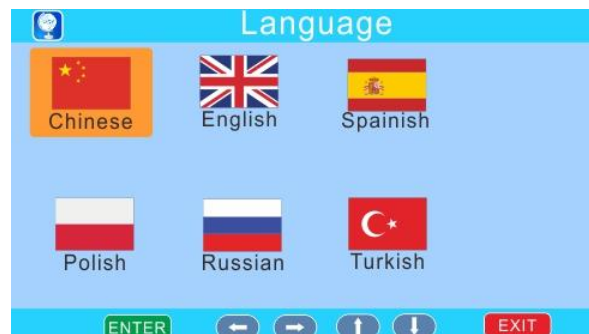 Language
Chinese English Spainish
Polish Russian Turkish
ENTER EXIT